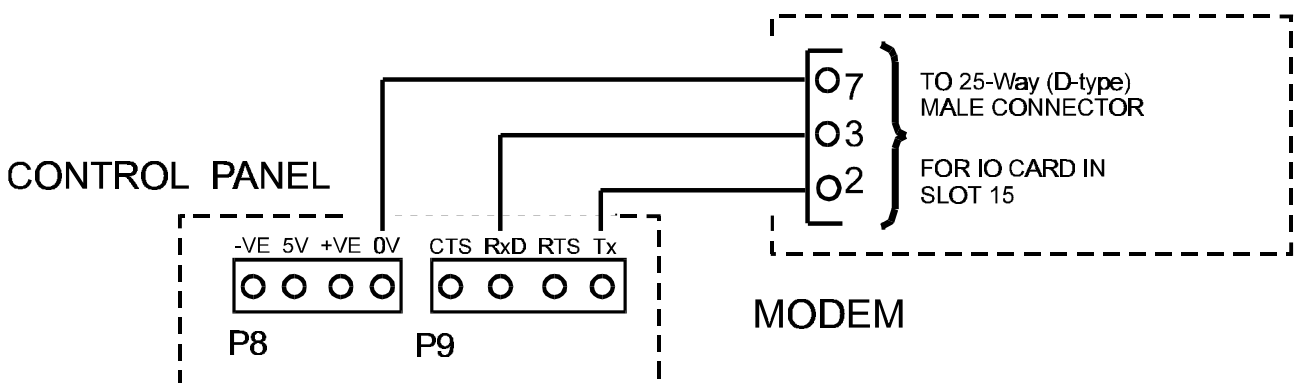 7
TO 25-Way (D-type)
MALE CONNECTOR
3
FOR IO CARD IN
SLOT 15
2
CONTROL PANEL
-VE 5V +VE 0V
CTS RxD RTS Tx
P8
P9
MODEM